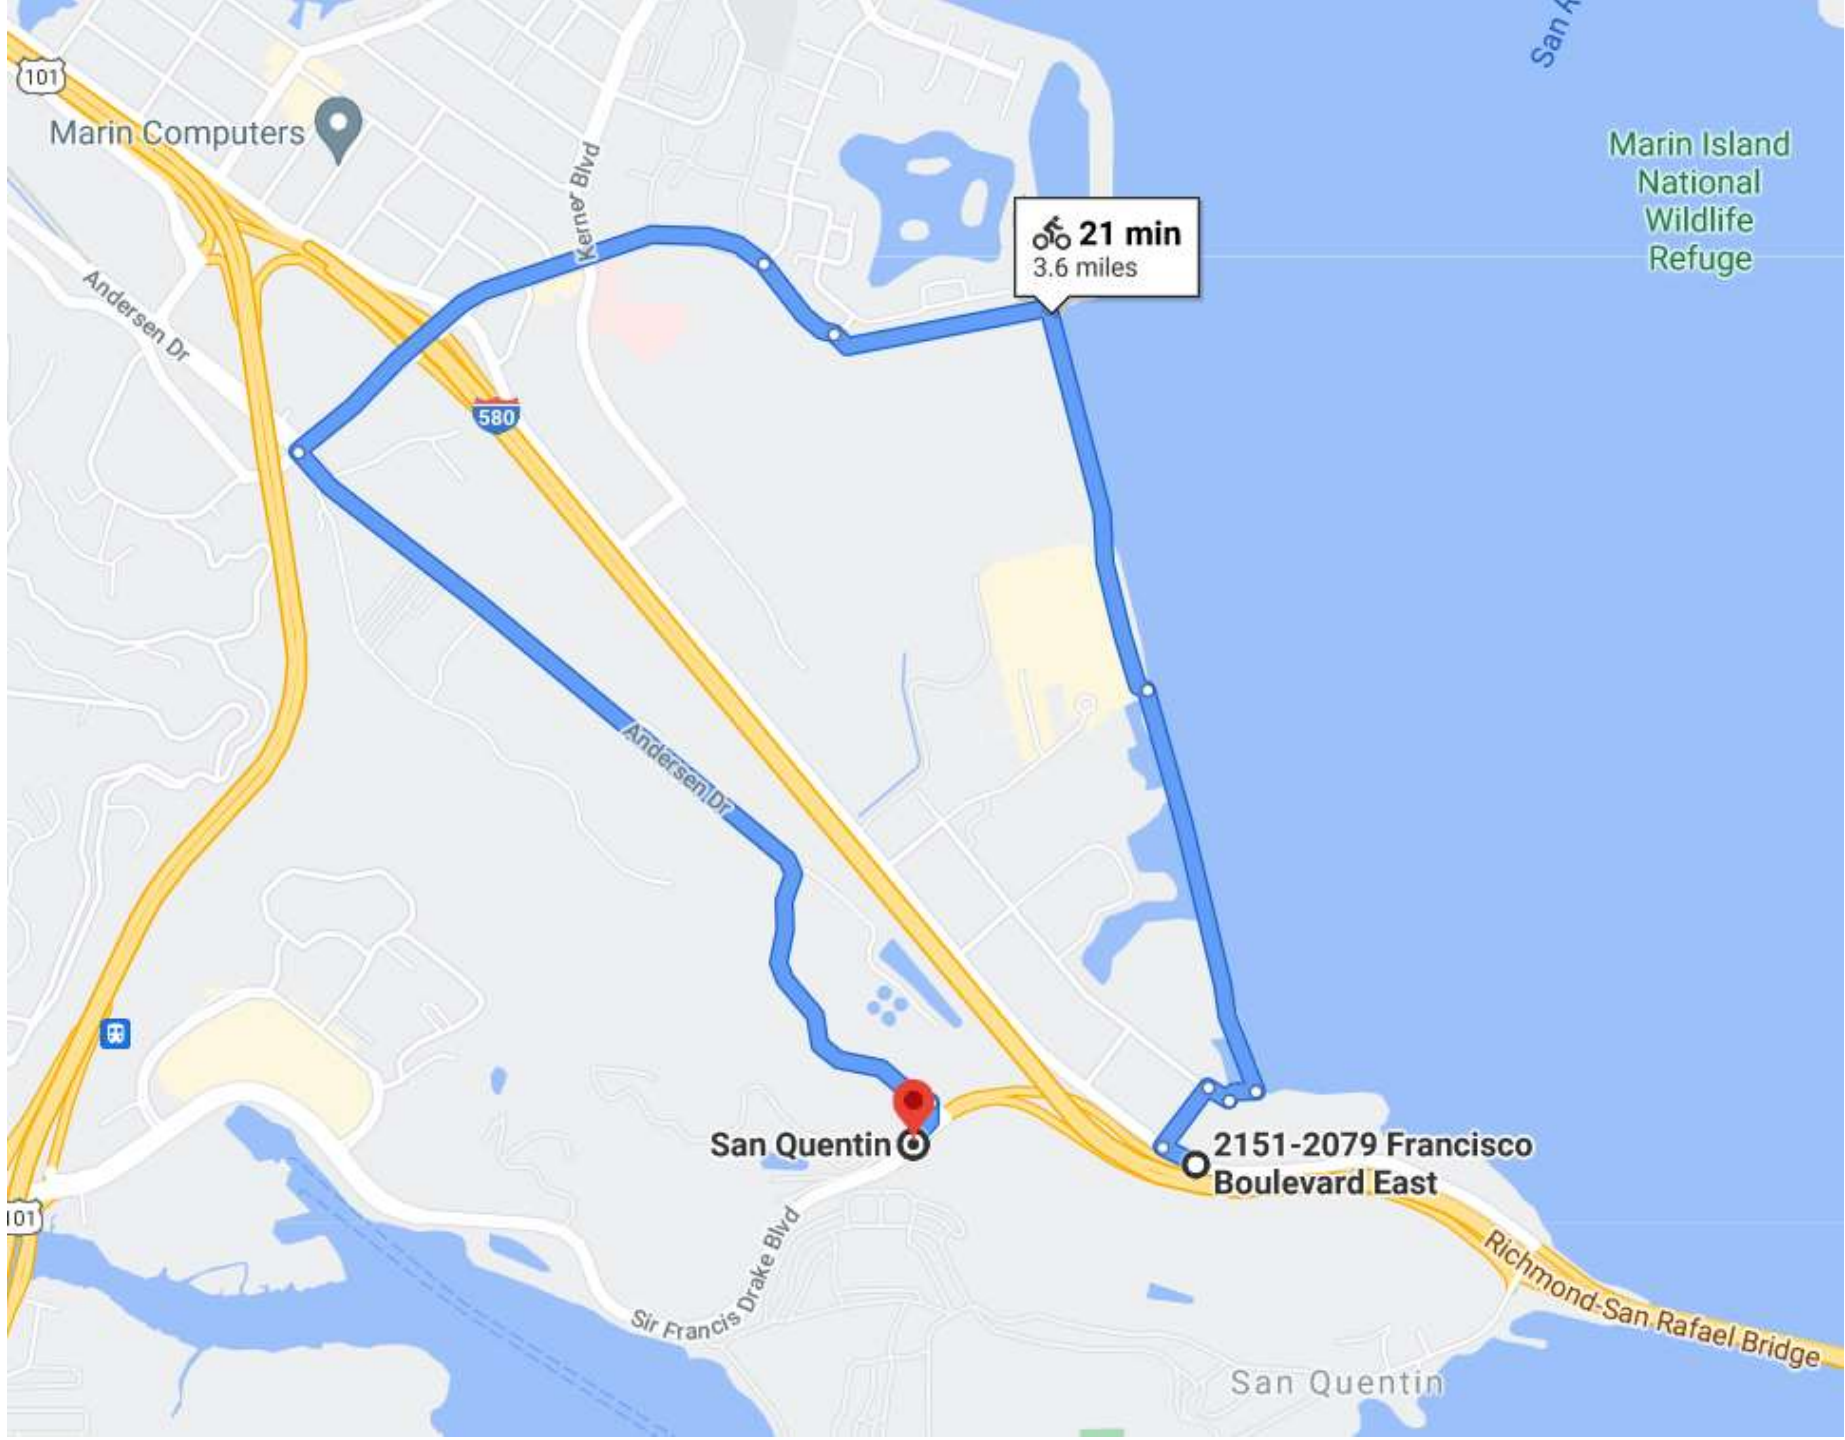 San R
101
Marin Computers
Marin Island
National
Wildlife
Refuge
Kerner Blvd
21 min
3.6 miles
Andersen Dr
580
Andersen Dr
San Quentin
2151-2079 Francisco
Boulevard East
101
Sir Francis Drake Blvd
Richmond-San Rafael Bridge
San Quentin